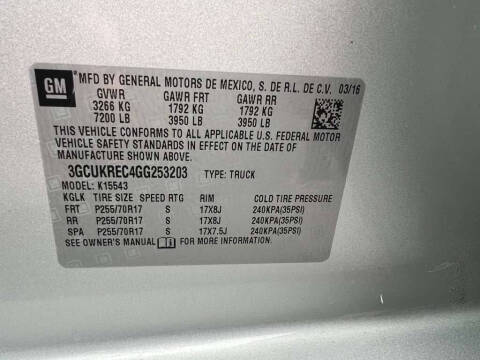 GM
MFD BY GENERAL MOTORS DE MEXICO, S. DE R.L. DE C.V. 03/16
GVWR GAWR FRT GAWR RR
3266 KG 1792 KG 1792 KG
7200 LB 3950 LB 3950 LB
THIS VEHICLE CONFORMS TO ALL APPLICABLE U.S. FEDERAL MOTOR
VEHICLE SAFETY STANDARDS IN EFFECT ON THE DATE OF
MANUFACTURE SHOWN ABOVE.
3GCUKREC4GG253203 TYPE: TRUCK
MODEL: K15543
KGLK TIRE SIZE SPEED RTG RIM COLD TIRE PRESSURE
FRT P255/70R17 S 17X8J 240KPA(35PSI)
RR P255/70R17 S 17X8J 240KPA(35PSI)
SPA P255/70R17 S 17X7.5J 240KPA(35PSI)
SEE OWNER'S MANUAL FOR MORE INFORMATION.